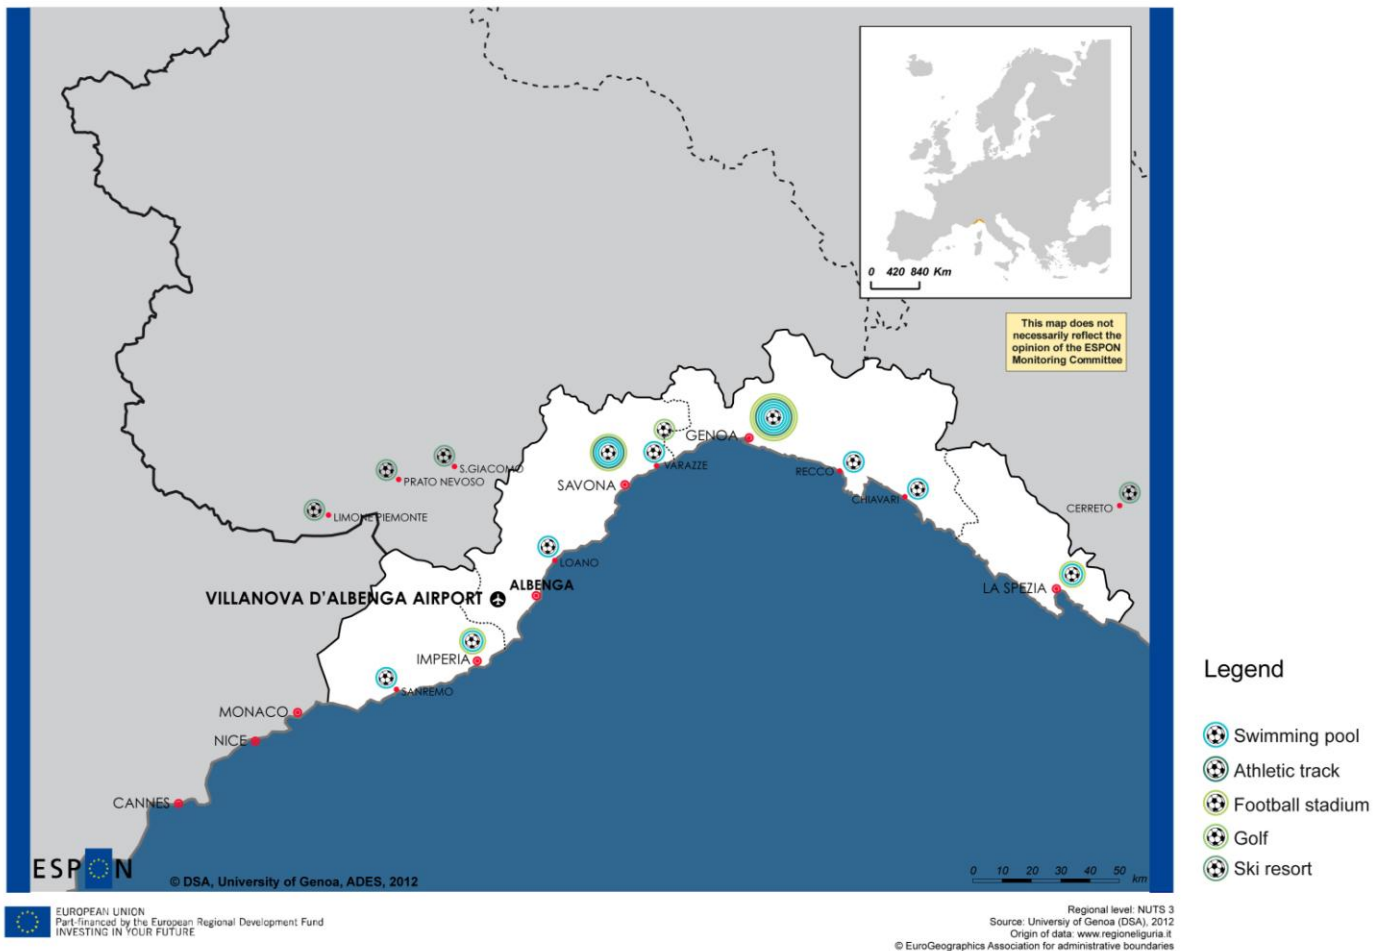 0 420 840 Km
This map does not
necessarily reflect the
opinion of the ESPON
Monitoring Committee
GENOA
S.GIACOMO
VARAZZE
PRATO NEVOSO
RECCO
SAVONA
CHIAVARI
CERRETO
LIMONE PIEMONTE
LOANO
ALBENGA
LA SPEZIA
VILLANOVA D'ALBENGA AIRPORT
IMPERIA
SANREMO
MONACO
NICE
CANNES
Legend
Swimming pool
Athletic track
Football stadium
Golf
Ski resort
ESPON
© DSA, University of Genoa, ADES, 2012
0 10 20 30 40 50
km
EUROPEAN UNION
Part-financed by the European Regional Development Fund
INVESTING IN YOUR FUTURE
Regional level: NUTS 3
Source: Universiy of Genoa (DSA), 2012
Origin of data: www.regioneliguria.it
© EuroGeographics Association for administrative boundaries